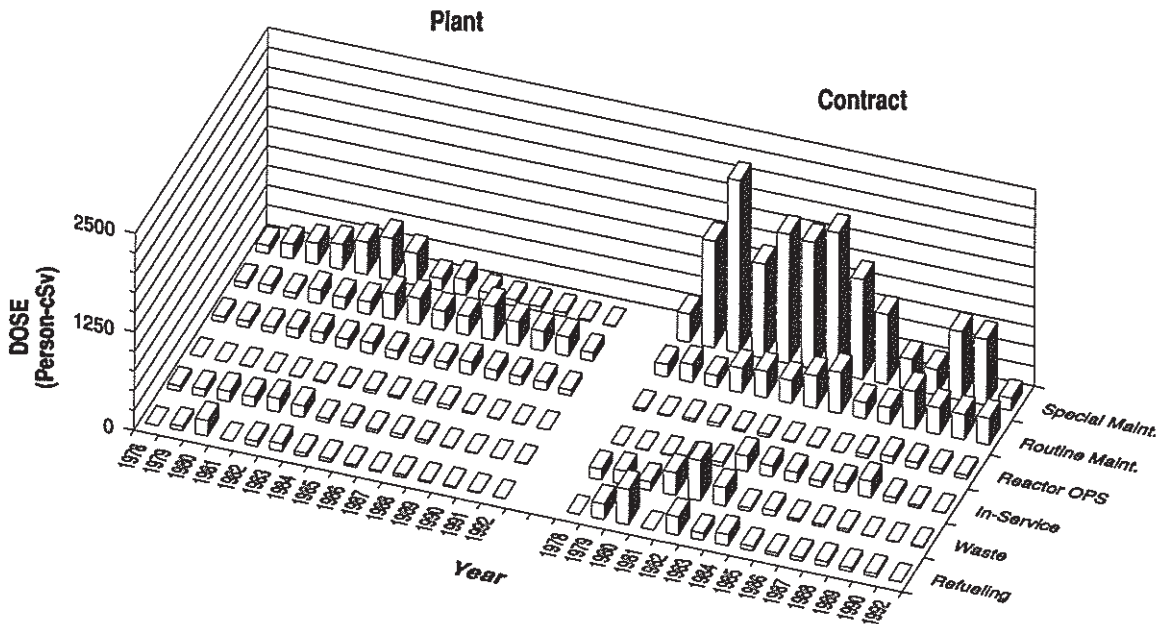 Plant
Contract
2500
1250
0
DOSE
(Person-cSv)
1978
1979
1980
1981
1982
1983
1984
1985
1986
1987
1988
1989
1990
1991
1992
1978
1979
1980
1981
1982
1983
1984
1985
1986
1987
1988
1989
1990
1992
Year
Special Maint.
Routine Maint.
Reactor OPS
In-Service
Waste
Refueling